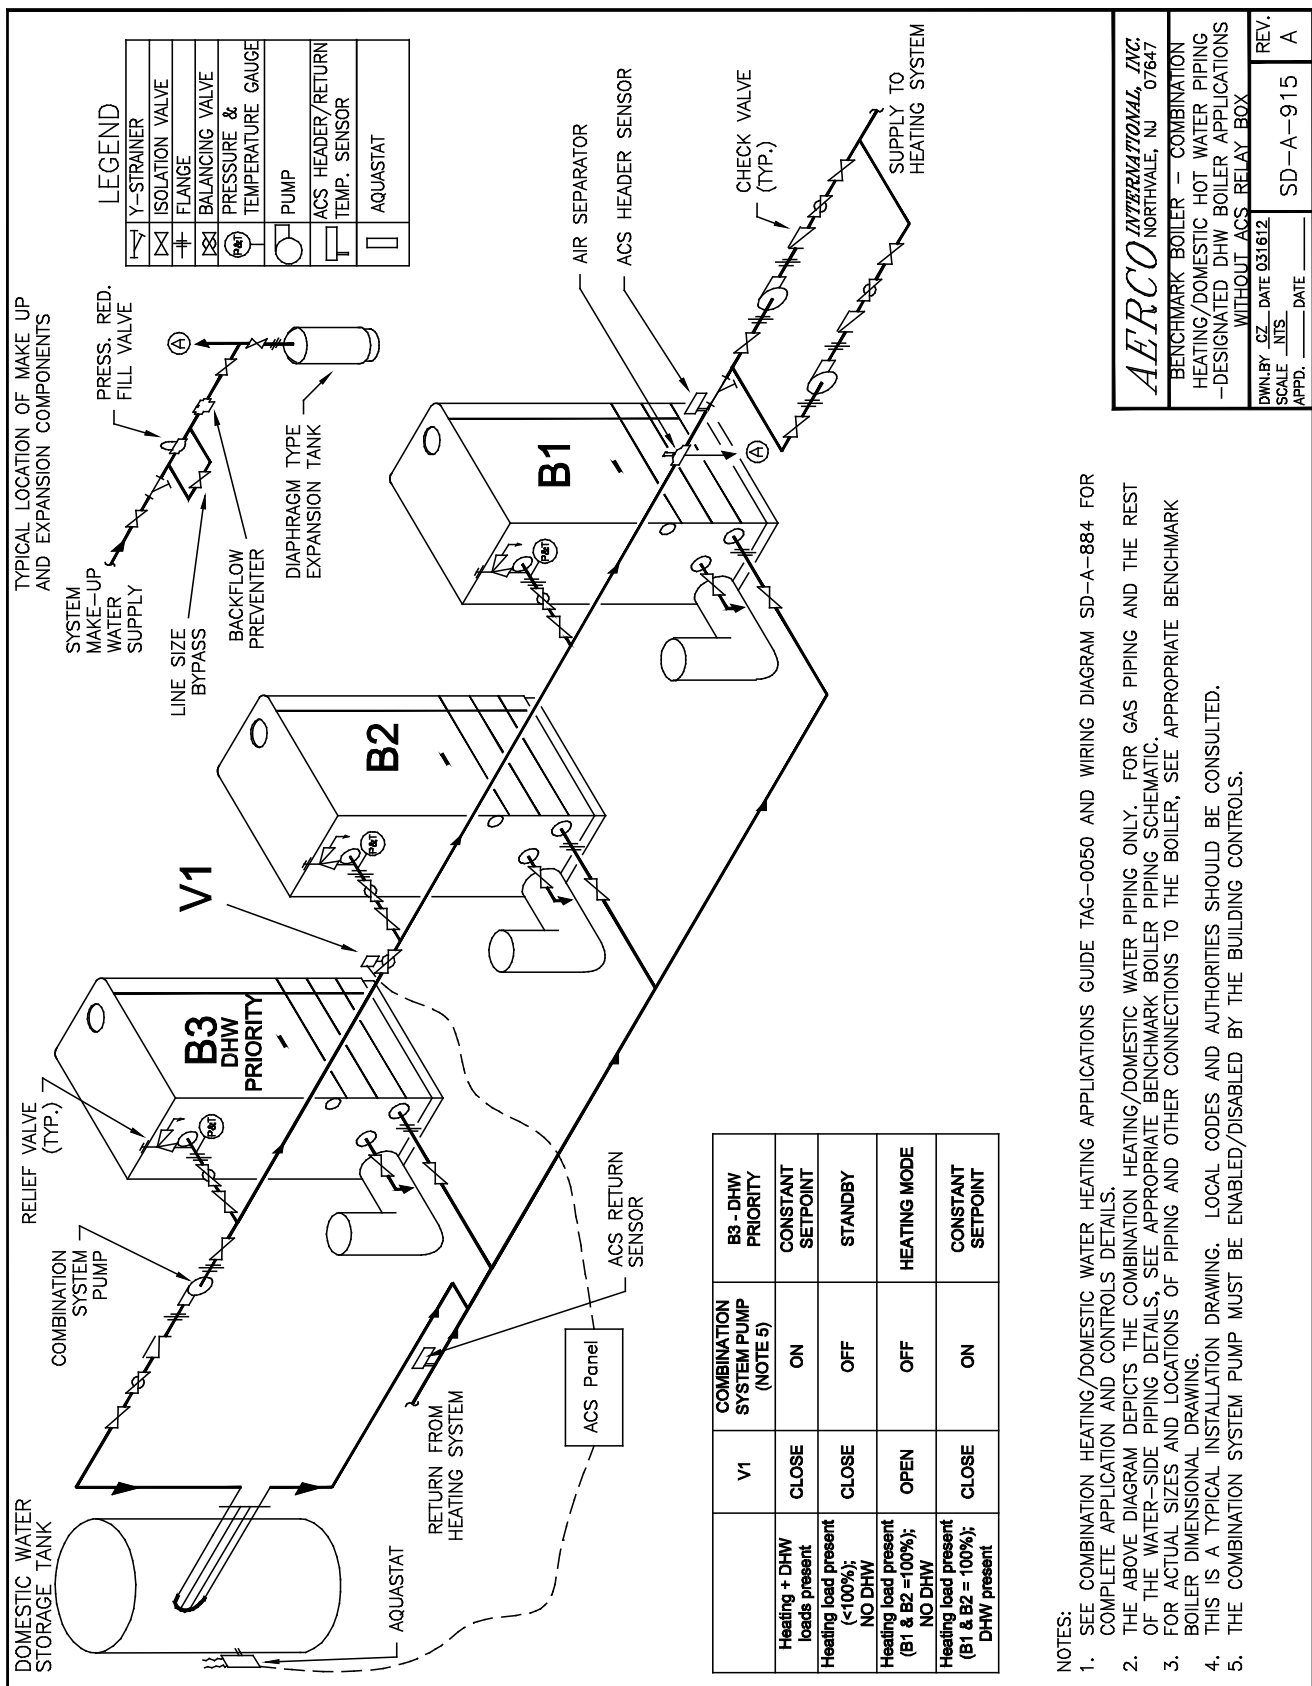 DOMESTIC WATER
STORAGE TANK
COMBINATION
SYSTEM
PUMP
RELIEF VALVE
(TYP.)
TYPICAL LOCATION OF MAKE UP
AND EXPANSION COMPONENTS
SYSTEM
MAKE-UP
WATER
SUPPLY
PRESS. RED.
FILL VALVE
LINE SIZE
BYPASS
BACKFLOW
PREVENTER
DIAPHRAGM TYPE
EXPANSION TANK
A
LEGEND
Y-STRAINER
ISOLATION VALVE
FLANGE
BALANCING VALVE
P&T
PRESSURE &
TEMPERATURE GAUGE
PUMP
ACS HEADER/RETURN
TEMP. SENSOR
AQUASTAT
B3
DHW
PRIORITY
P&T
V1
B2
P&T
B1
P&T
AIR SEPARATOR
ACS HEADER SENSOR
A
CHECK VALVE
(TYP.)
SUPPLY TO
HEATING SYSTEM
AQUASTAT
RETURN FROM
HEATING SYSTEM
ACS RETURN
SENSOR
ACS Panel
V1
COMBINATION
SYSTEM PUMP
(NOTE 5)
B3 - DHW
PRIORITY
Heating + DHW
loads present
CLOSE
ON
CONSTANT
SETPOINT
Heating load present
(<100%);
NO DHW
CLOSE
OFF
STANDBY
Heating load present
(B1 & B2 =100%);
NO DHW
OPEN
OFF
HEATING MODE
Heating load present
(B1 & B2 = 100%);
DHW present
CLOSE
ON
CONSTANT
SETPOINT
NOTES:
1. SEE COMBINATION HEATING/DOMESTIC WATER HEATING APPLICATIONS GUIDE TAG-0050 AND WIRING DIAGRAM SD-A-884 FOR
COMPLETE APPLICATION AND CONTROLS DETAILS.
2. THE ABOVE DIAGRAM DEPICTS THE COMBINATION HEATING/DOMESTIC WATER PIPING ONLY. FOR GAS PIPING AND THE REST
OF THE WATER-SIDE PIPING DETAILS, SEE APPROPRIATE BENCHMARK BOILER PIPING SCHEMATIC.
3. FOR ACTUAL SIZES AND LOCATIONS OF PIPING AND OTHER CONNECTIONS TO THE BOILER, SEE APPROPRIATE BENCHMARK
BOILER DIMENSIONAL DRAWING.
4. THIS IS A TYPICAL INSTALLATION DRAWING. LOCAL CODES AND AUTHORITIES SHOULD BE CONSULTED.
5. THE COMBINATION SYSTEM PUMP MUST BE ENABLED/DISABLED BY THE BUILDING CONTROLS.
AERCO INTERNATIONAL, INC.
NORTHVALE, NJ 07647
BENCHMARK BOILER - COMBINATION
HEATING/DOMESTIC HOT WATER PIPING
-DESIGNATED DHW BOILER APPLICATIONS
WITHOUT ACS RELAY BOX
DWN.BY CZ DATE 031612
SCALE NTS
APPD. DATE
SD-A-915
REV.
A